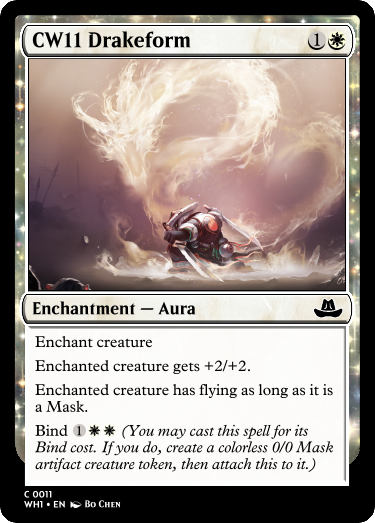 CW11 Drakeform 1
Enchantment — Aura
Enchant creature
Enchanted creature gets +2/+2.
Enchanted creature has flying as long as it is
a Mask.
Bind 1 (You may cast this spell for its
Bind cost. If you do, create a colorless 0/0 Mask
artifact creature token, then attach this to it.)
C 0011
WH1 • EN Bo Chen